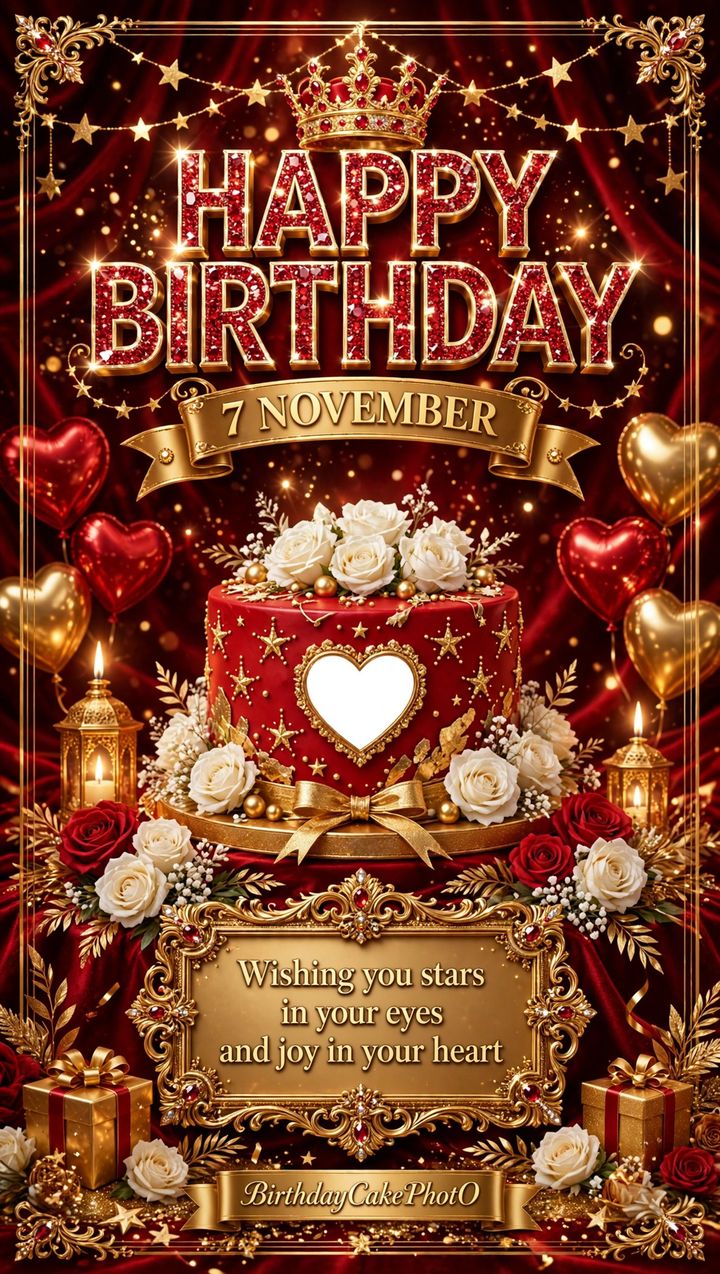 HAPPY
BIRTHDAY
7 NOVEMBER
Wishing you stars
in your eyes
and joy in your heart
BirthdayCakePhotO